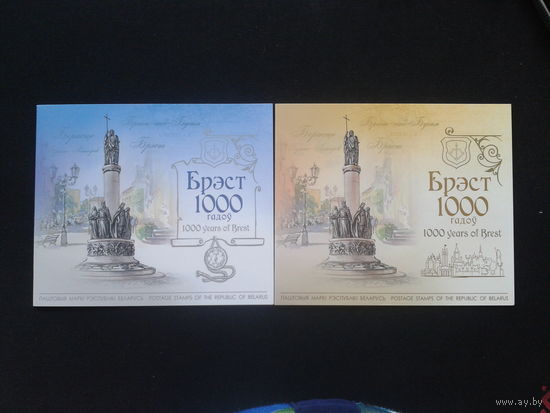 Брэст
1000
гадоў
1000 years of Brest
ПАШТОВЫЯ МАРКІ РЭСПУБЛІКІ БЕЛАРУСЬ · POSTAGE STAMPS OF THE REPUBLIC OF BELARUS
Брэст
1000
гадоў
1000 years of Brest
ПАШТОВЫЯ МАРКІ РЭСПУБЛІКІ БЕЛАРУСЬ · POSTAGE STAMPS OF THE REPUBLIC OF BELARUS
www.ay.by